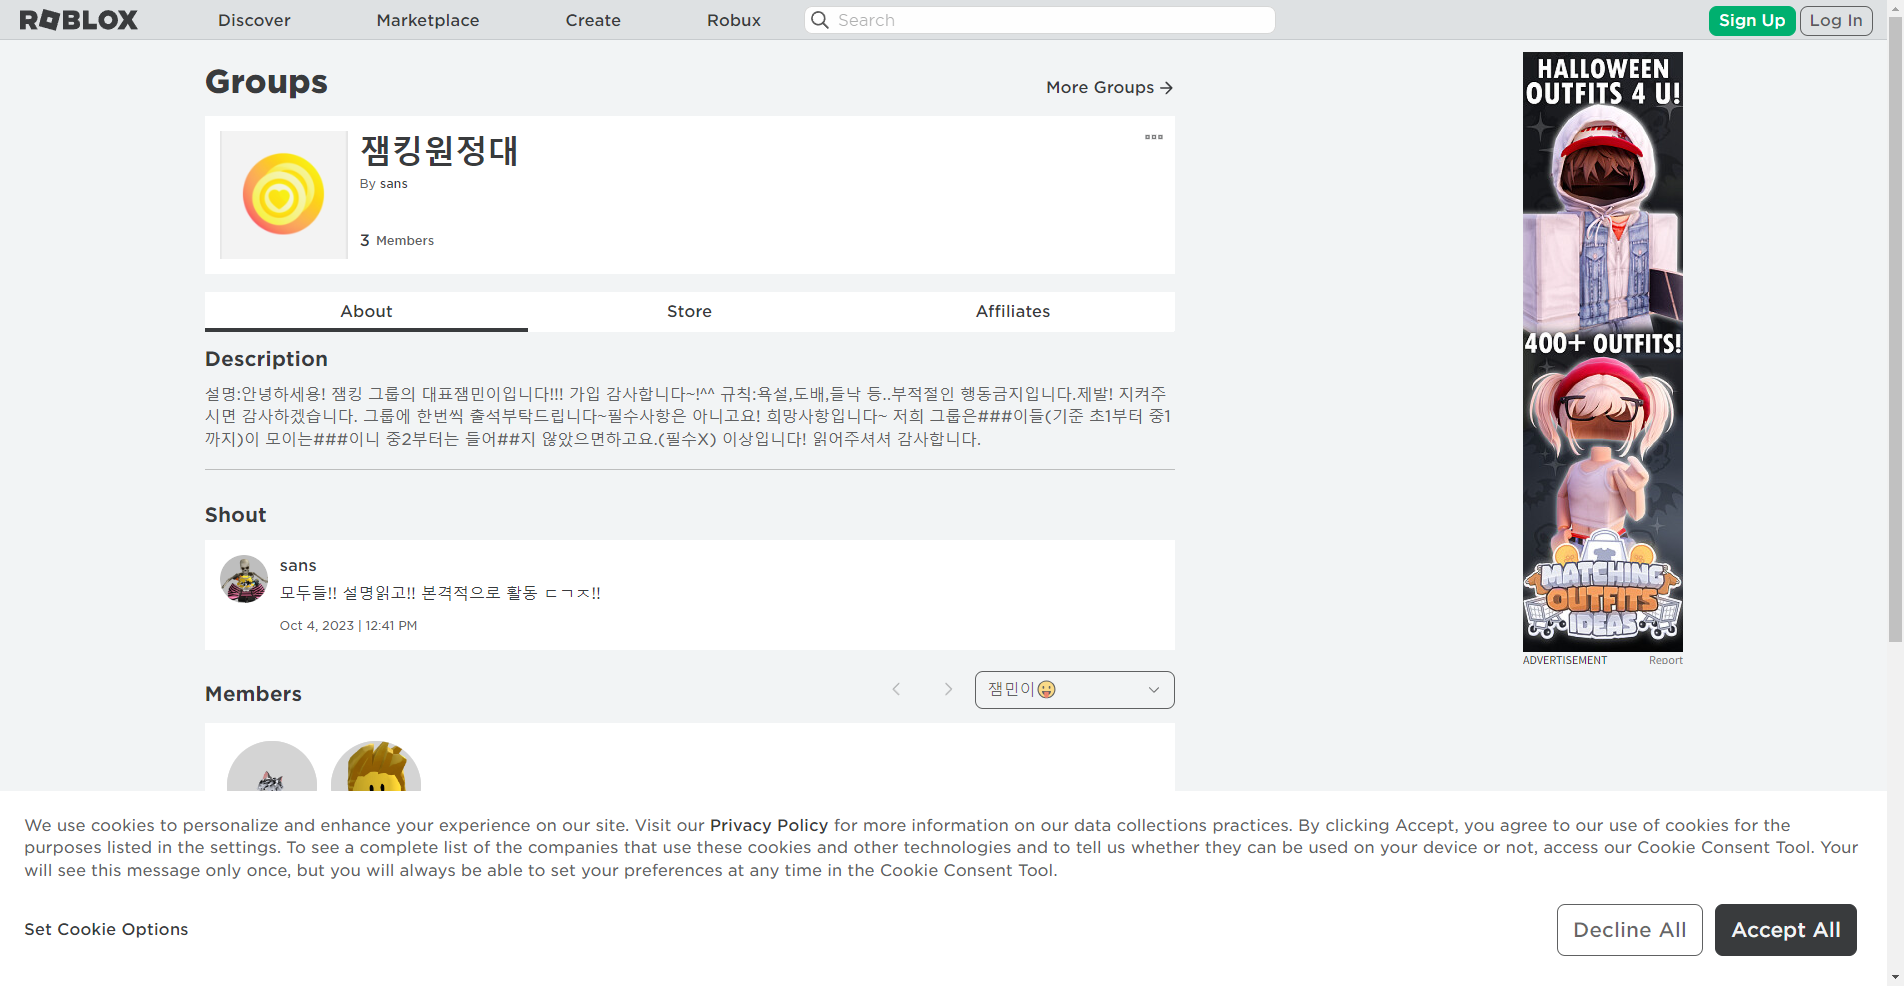 ROBLOX
Discover
Marketplace
Create
Robux
Search
Sign Up
Log In
Groups
More Groups
잼킹원정대
By sans
3 Members
About
Store
Affiliates
Description
설명:안녕하세용! 잼킹 그룹의 대표잼민이입니다!!! 가입 감사합니다~!^^ 규칙:욕설,도배,들낙 등..부적절인 행동금지입니다.제발! 지켜주
시면 감사하겠습니다. 그룹에 한번씩 출석부탁드립니다~필수사항은 아니고요! 희망사항입니다~ 저희 그룹은###이들(기준 초1부터 중1
까지)이 모이는###이니 중2부터는 들어##지 않았으면하고요.(필수X) 이상입니다! 읽어주셔셔 감사합니다.
Shout
sans
모두들!! 설명읽고!! 본격적으로 활동 ㄷㄱㅈ!!
Oct 4, 2023 | 12:41 PM
Members
잼민이😛
HALLOWEEN
OUTFITS 4 U!
400+ OUTFITS!
MATCHING
OUTFITS
IDEAS
ADVERTISEMENT
Report
We use cookies to personalize and enhance your experience on our site. Visit our Privacy Policy for more information on our data collections practices. By clicking Accept, you agree to our use of cookies for the
purposes listed in the settings. To see a complete list of the companies that use these cookies and other technologies and to tell us whether they can be used on your device or not, access our Cookie Consent Tool. Your
will see this message only once, but you will always be able to set your preferences at any time in the Cookie Consent Tool.
Set Cookie Options
Decline All
Accept All